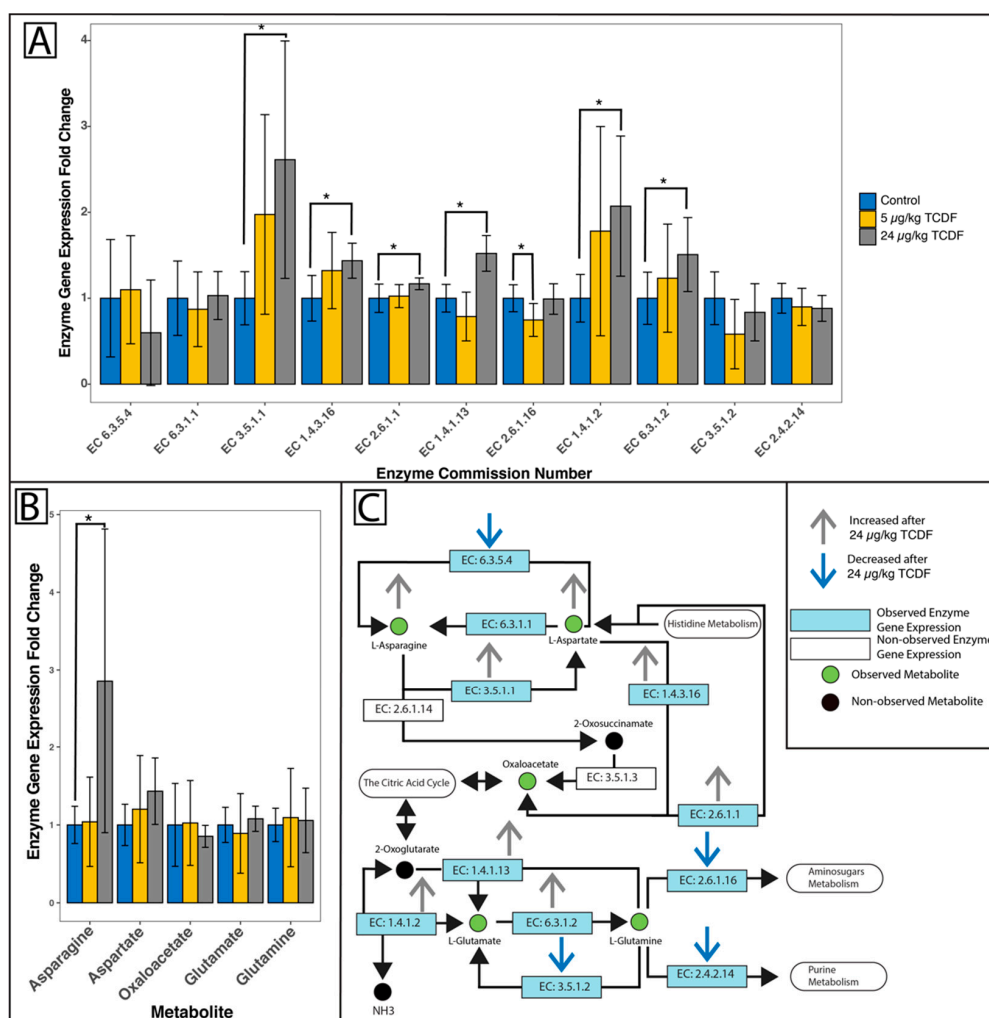 A
Enzyme Gene Expression Fold Change
4
3
2
1
0
*
*
*
*
*
*
*
Control
5 µg/kg TCDF
24 µg/kg TCDF
EC 6.3.5.4
EC 6.3.1.1
EC 3.5.1.1
EC 1.4.3.16
EC 2.6.1.1
EC 1.4.1.13
EC 2.6.1.16
EC 1.4.1.2
EC 6.3.1.2
EC 3.5.1.2
EC 2.4.2.14
Enzyme Commission Number
B
Enzyme Gene Expression Fold Change
5
4
3
2
1
0
*
Asparagine
Aspartate
Oxaloacetate
Glutamate
Glutamine
Metabolite
C
EC: 6.3.5.4
EC: 6.3.1.1
L-Asparagine
L-Aspartate
Histidine Metabolism
EC: 3.5.1.1
EC: 1.4.3.16
EC: 2.6.1.14
2-Oxosuccinamate
Oxaloacetate
EC: 3.5.1.3
The Citric Acid Cycle
EC: 2.6.1.1
2-Oxoglutarate
EC: 1.4.1.13
EC: 2.6.1.16
Aminosugars
Metabolism
EC: 1.4.1.2
EC: 6.3.1.2
L-Glutamate
L-Glutamine
EC: 2.4.2.14
Purine
Metabolism
EC: 3.5.1.2
NH3
Increased after
24 µg/kg TCDF
Decreased after
24 µg/kg TCDF
Observed Enzyme
Gene Expression
Non-observed Enzyme
Gene Expression
Observed Metabolite
Non-observed Metabolite